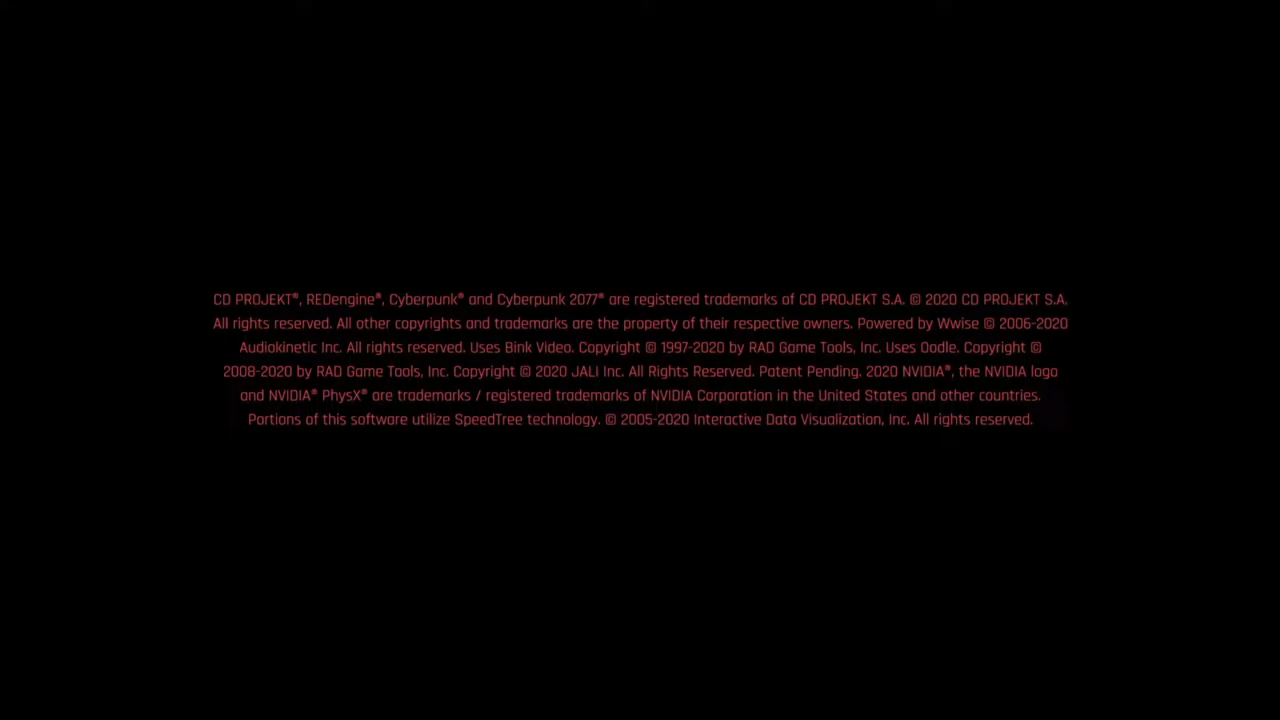 CD PROJEKT®, REDengine®, Cyberpunk® and Cyberpunk 2077® are registered trademarks of CD PROJEKT S.A. © 2020 CD PROJEKT S.A.
All rights reserved. All other copyrights and trademarks are the property of their respective owners. Powered by Wwise © 2006-2020
Audiokinetic Inc. All rights reserved. Uses Bink Video. Copyright © 1997-2020 by RAD Game Tools, Inc. Uses Oodle. Copyright ©
2008-2020 by RAD Game Tools, Inc. Copyright © 2020 JALI Inc. All Rights Reserved. Patent Pending. 2020 NVIDIA®, the NVIDIA logo
and NVIDIA® PhysX® are trademarks / registered trademarks of NVIDIA Corporation in the United States and other countries.
Portions of this software utilize SpeedTree technology. © 2005-2020 Interactive Data Visualization, Inc. All rights reserved.